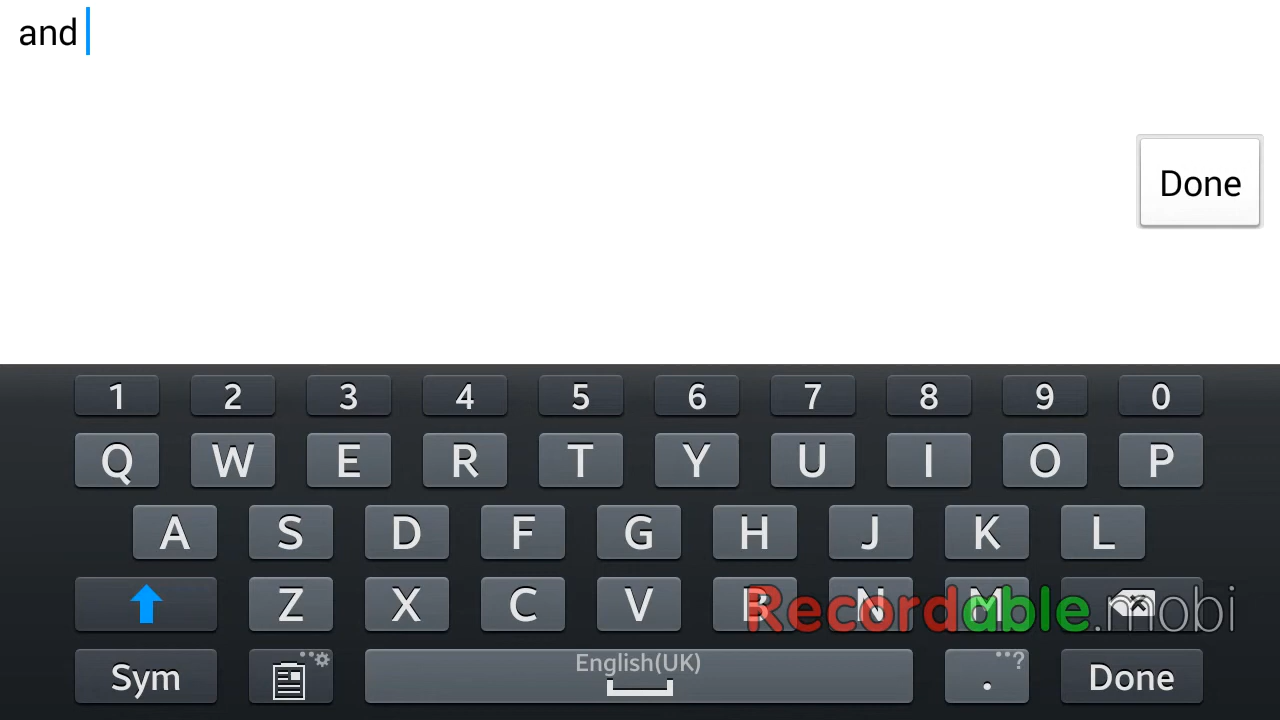 and
Done
1 2 3 4 5 6 7 8 9 0
Q W E R T Y U I O P
A S D F G H J K L
Z X C V B N M
Recordable.mobi
Sym English(UK) . ? Done